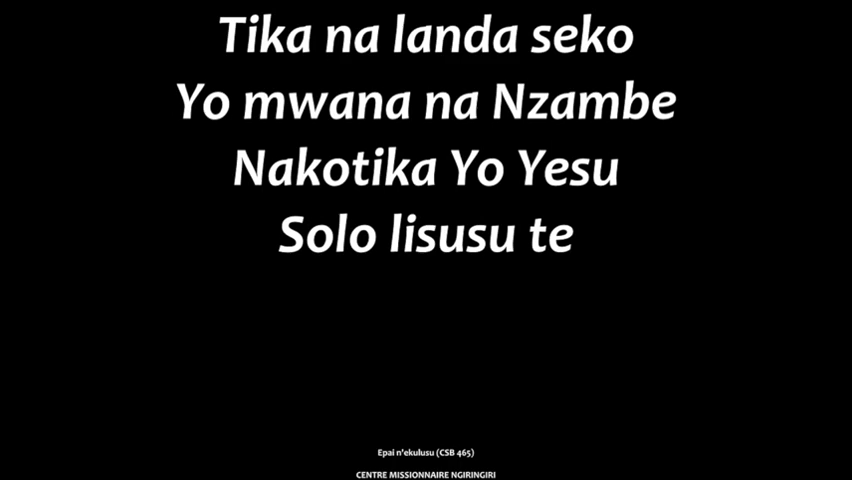 Tika na landa seko
Yo mwana na Nzambe
Nakotika Yo Yesu
Solo lisusu te
Epai n'ekulusu (CSB 465)
CENTRE MISSIONNAIRE NGIRINGIRI